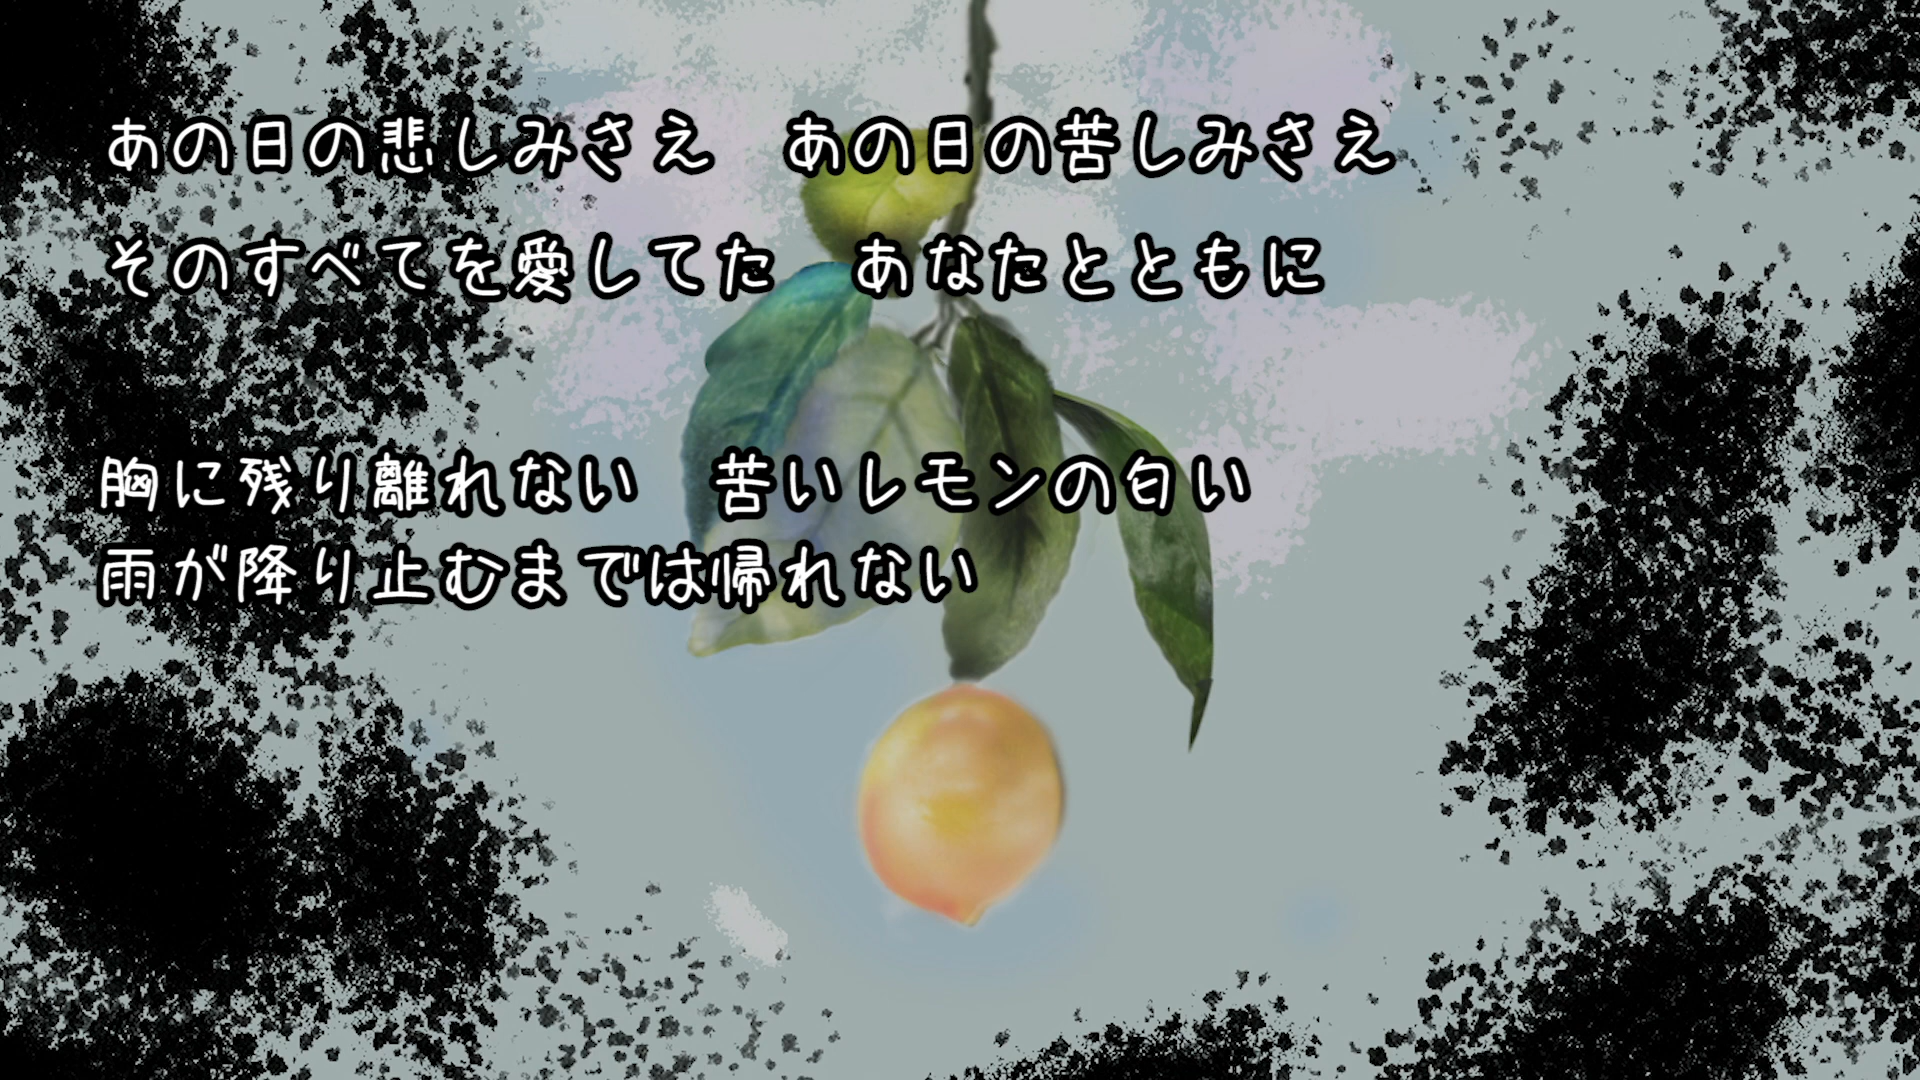 あの日の悲しみさえ　あの日の苦しみさえ
そのすべてを愛してた　あなたとともに
胸に残り離れない　苦いレモンの匂い
雨が降り止むまでは帰れない